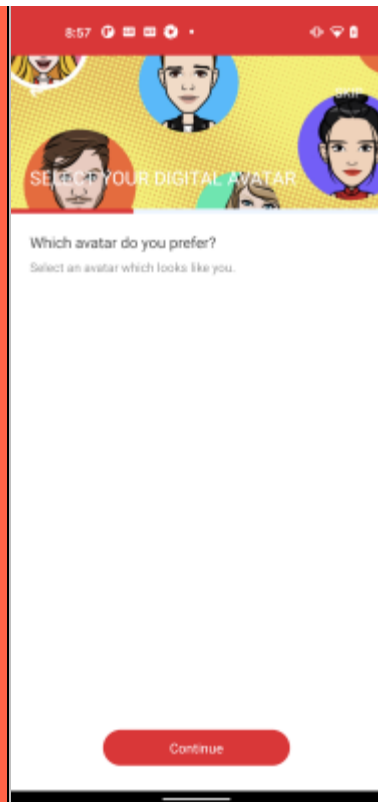 8:57
SKIP
SELECT YOUR DIGITAL AVATAR
Which avatar do you prefer?
Select an avatar which looks like you.
Continue